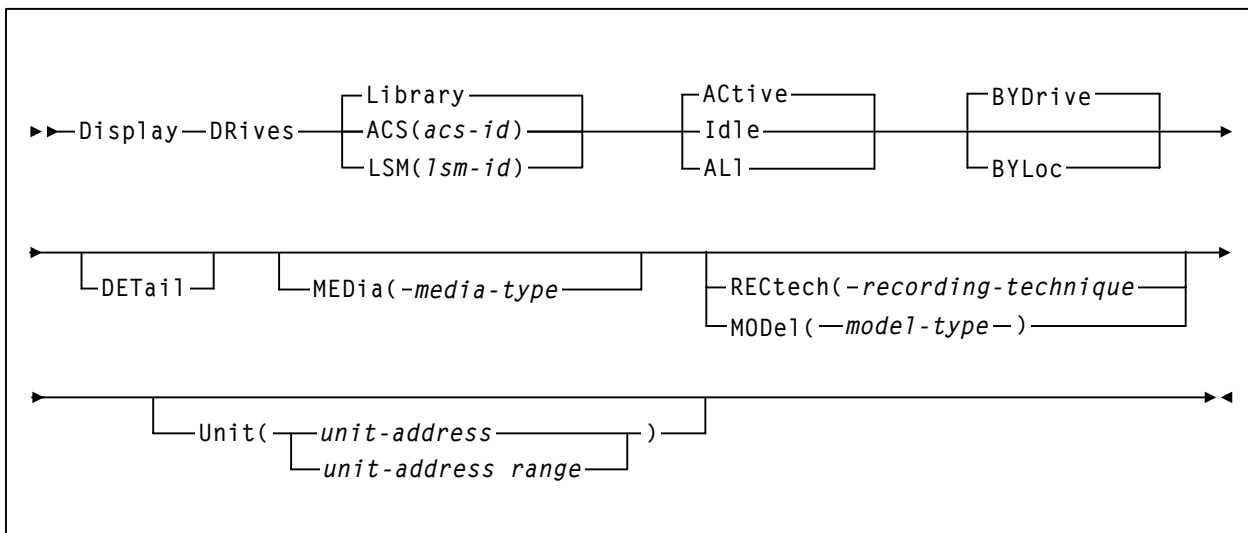 Library
ACtive
BYDrive
Display DRives ACS(acs-id) Idle
LSM(lsm-id) ALl BYLoc
DETail MEDia(media-type RECtech(recording-technique
MODel(model-type)
Unit(unit-address)
unit-address range